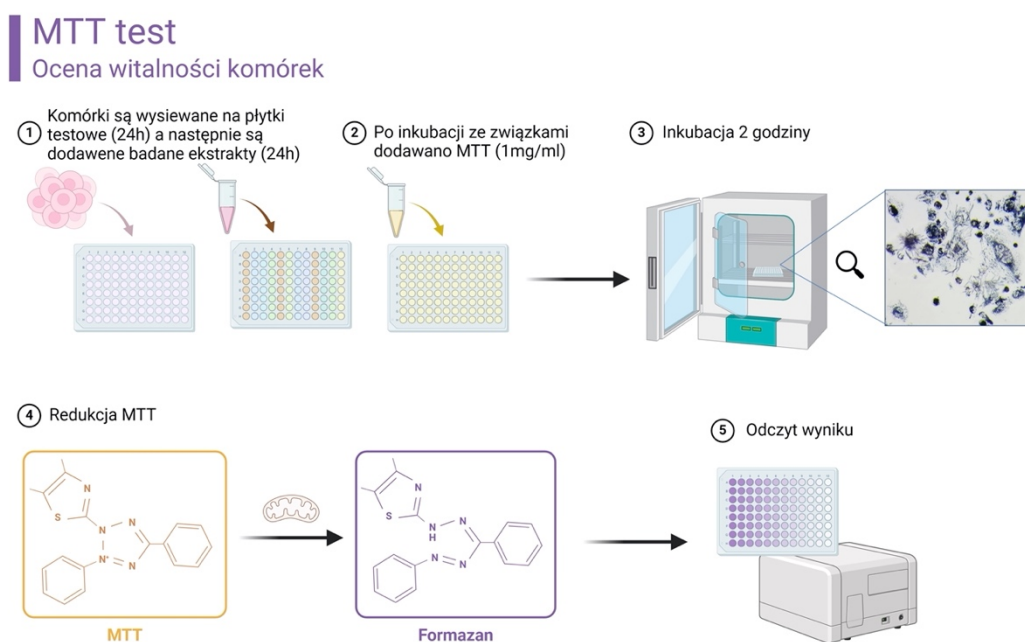 MTT test
Ocena witalności komórek
1 Komórki są wysiewane na płytki
testowe (24h) a następnie są
dodawene badane ekstrakty (24h)
2 Po inkubacji ze związkami
dodawano MTT (1mg/ml)
3 Inkubacja 2 godziny
4 Redukcja MTT
5 Odczyt wyniku
N
S
N
N
N+
N
N
S
N
H
N
N
N
MTT
Formazan